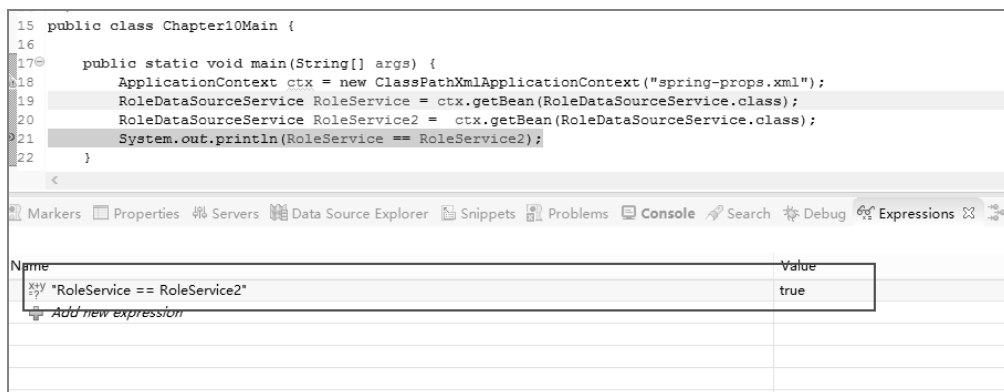 15 public class Chapter10Main {
16
17 public static void main(String[] args) {
18 ApplicationContext ctx = new ClassPathXmlApplicationContext("spring-props.xml");
19 RoleDataSourceService RoleService = ctx.getBean(RoleDataSourceService.class);
20 RoleDataSourceService RoleService2 = ctx.getBean(RoleDataSourceService.class);
21 System.out.println(RoleService == RoleService2);
22 }
Markers Properties Servers Data Source Explorer Snippets Problems Console Search Debug Expressions
Name Value
"RoleService == RoleService2" true
Add new expression